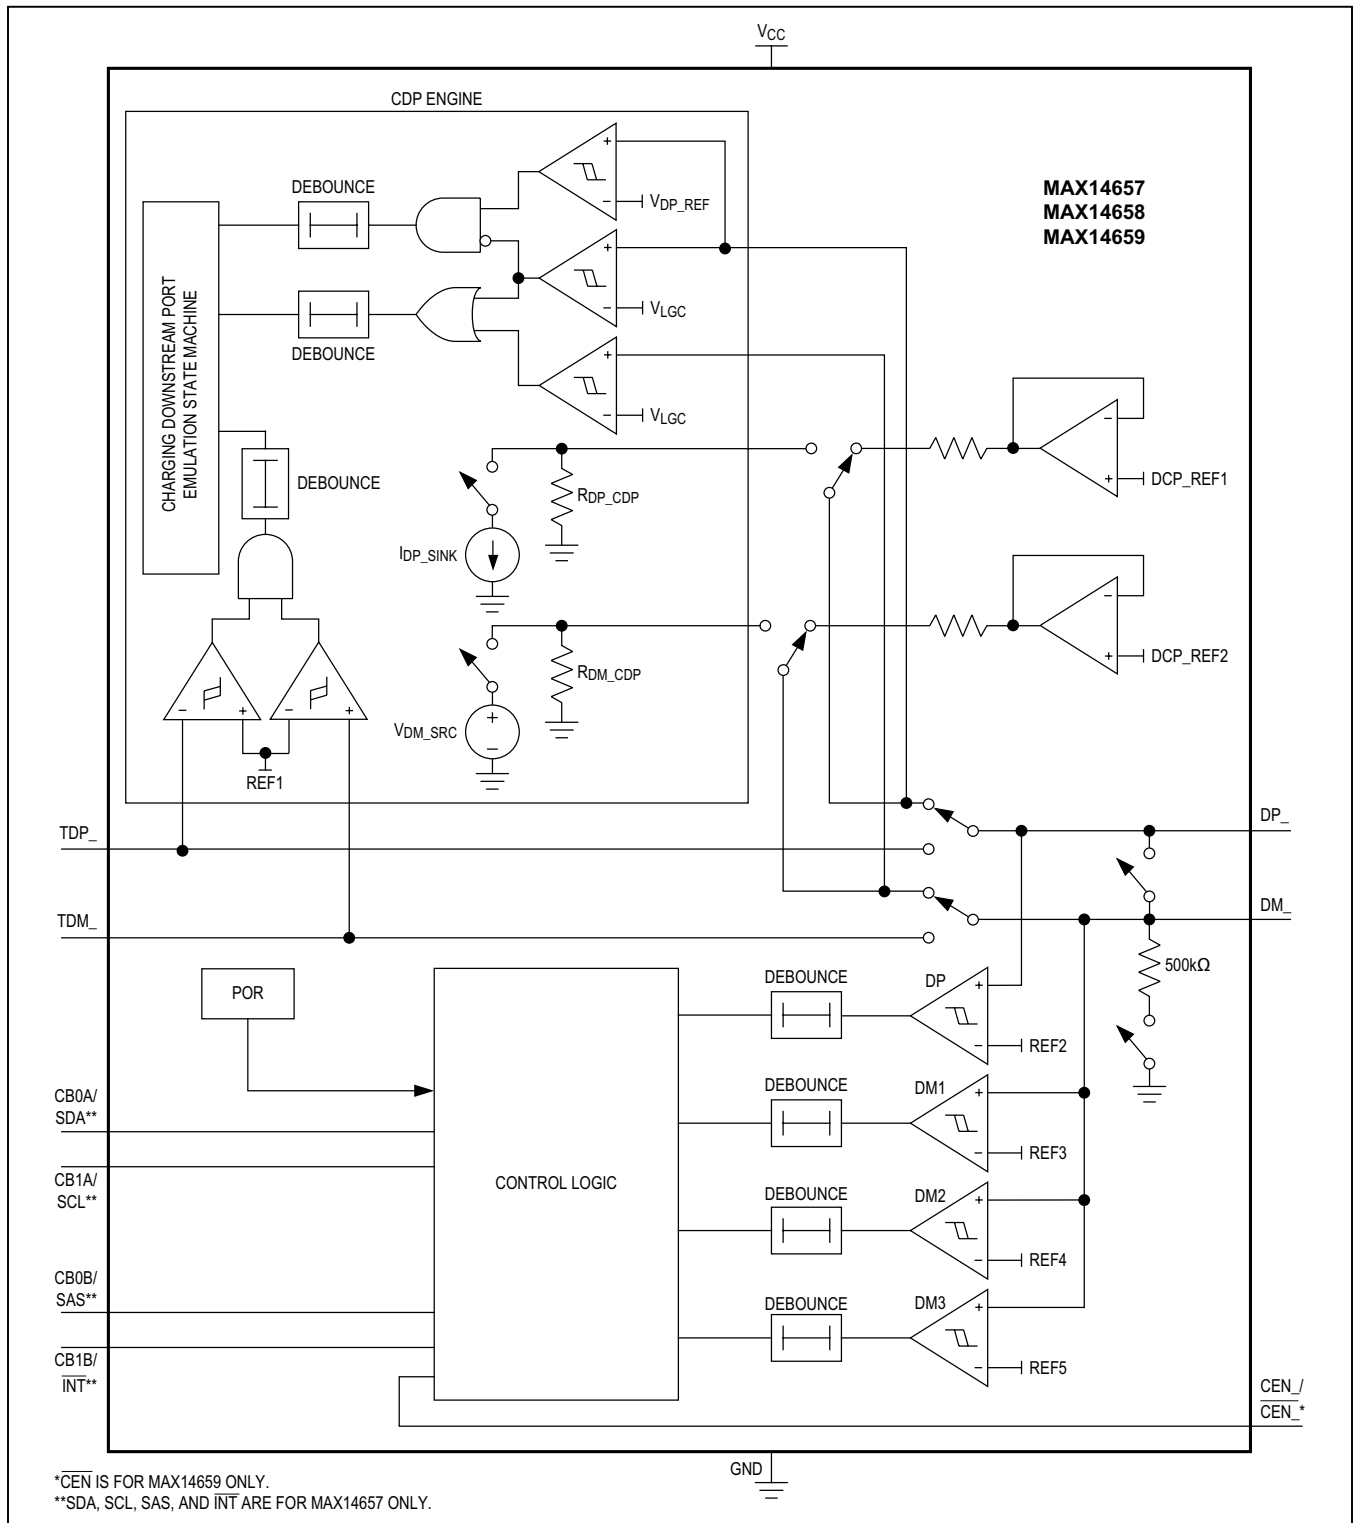 VCC
CDP ENGINE
MAX14657
MAX14658
MAX14659
DEBOUNCE
+
-
VDP_REF
+
-
VLGC
DEBOUNCE
+
-
VLGC
CHARGING DOWNSTREAM PORT
EMULATION STATE MACHINE
DEBOUNCE
RDP_CDP
IDP_SINK
-
+
DCP_REF1
RDM_CDP
VDM_SRC
+
-
-
+
DCP_REF2
-
+
-
+
REF1
TDP_
DP_
TDM_
DM_
500kΩ
POR
DEBOUNCE
DP
+
-
REF2
DEBOUNCE
DM1
+
-
REF3
CB0A/
SDA**
CB1A/
SCL**
CONTROL LOGIC
DEBOUNCE
DM2
+
-
REF4
CB0B/
SAS**
DEBOUNCE
DM3
+
-
REF5
CB1B/
INT**
CEN_/
CEN_*
GND
*CEN IS FOR MAX14659 ONLY.
**SDA, SCL, SAS, AND INT ARE FOR MAX14657 ONLY.